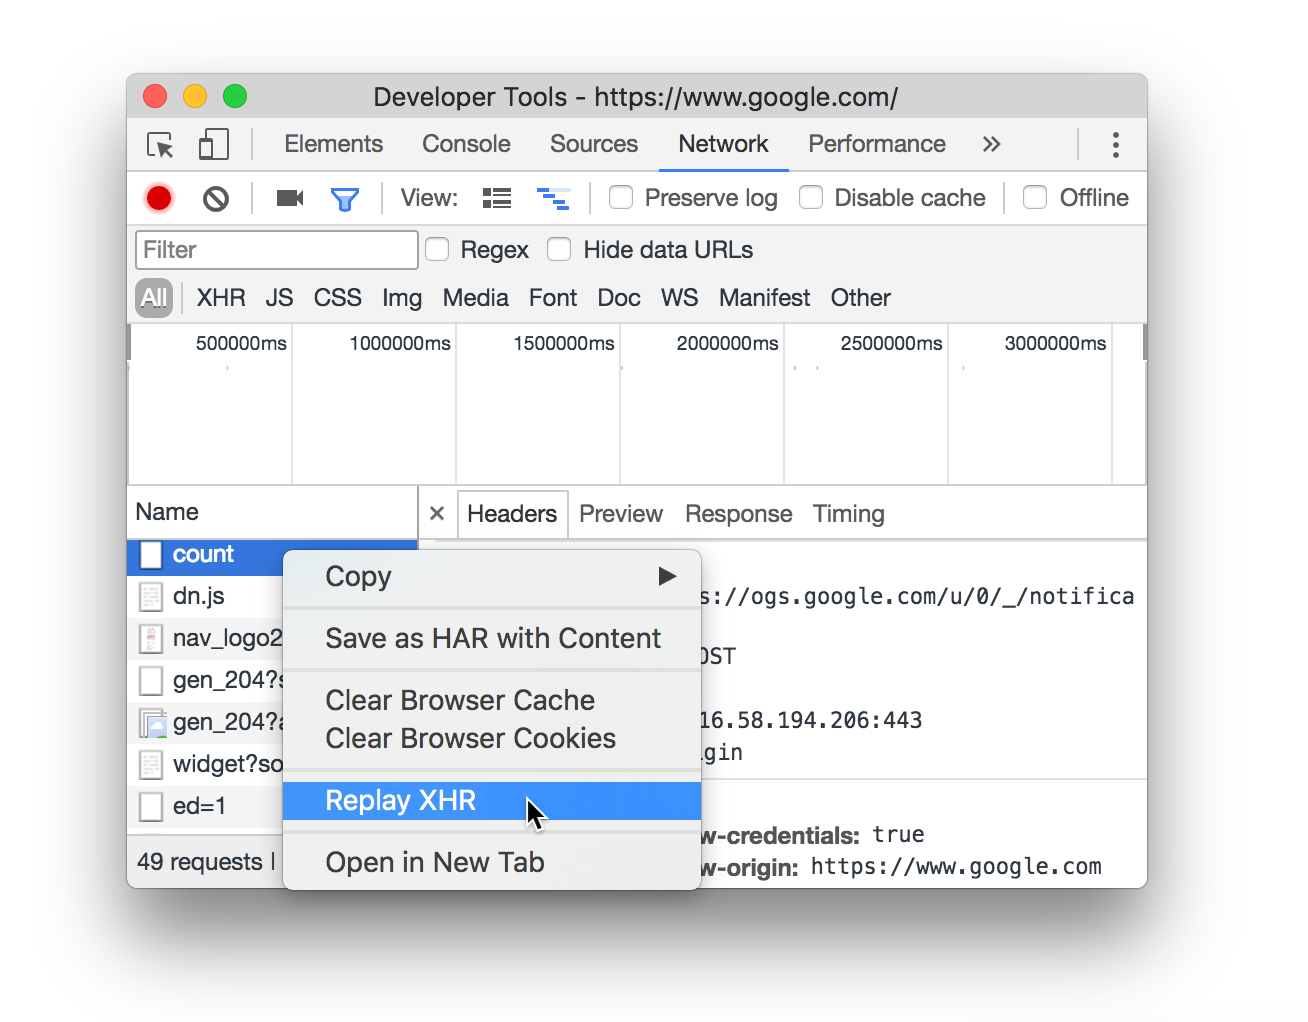 Developer Tools - https://www.google.com/
Elements Console Sources Network Performance »
View: Preserve log Disable cache Offline
Filter Regex Hide data URLs
All XHR JS CSS Img Media Font Doc WS Manifest Other
500000ms 1000000ms 1500000ms 2000000ms 2500000ms 3000000ms
Name × Headers Preview Response Timing
count
dn.js
nav_logo2
gen_204?s
gen_204?a
widget?so
ed=1
49 requests |
Copy
Save as HAR with Content
Clear Browser Cache
Clear Browser Cookies
Replay XHR
Open in New Tab
s://ogs.google.com/u/0/_/notifica
OST
16.58.194.206:443
gin
w-credentials: true
w-origin: https://www.google.com